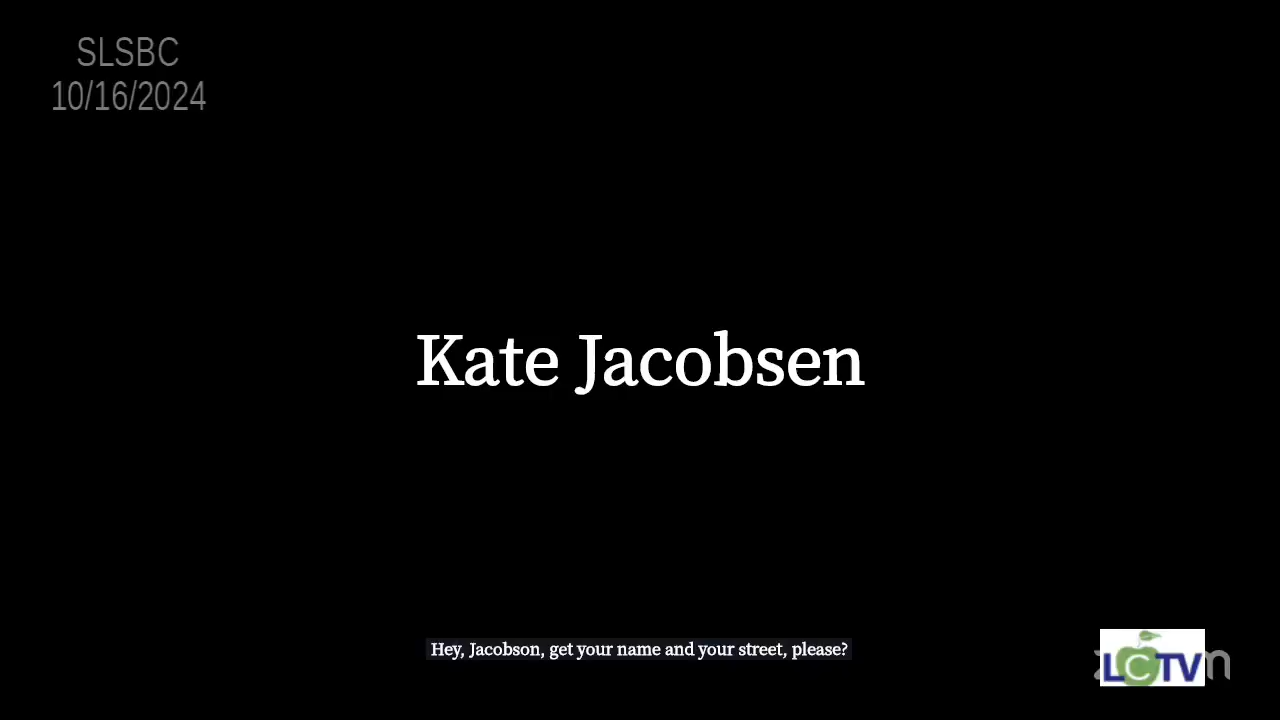 SLSBC
10/16/2024
Kate Jacobsen
Hey, Jacobson, get your name and your street, please?
LCTV